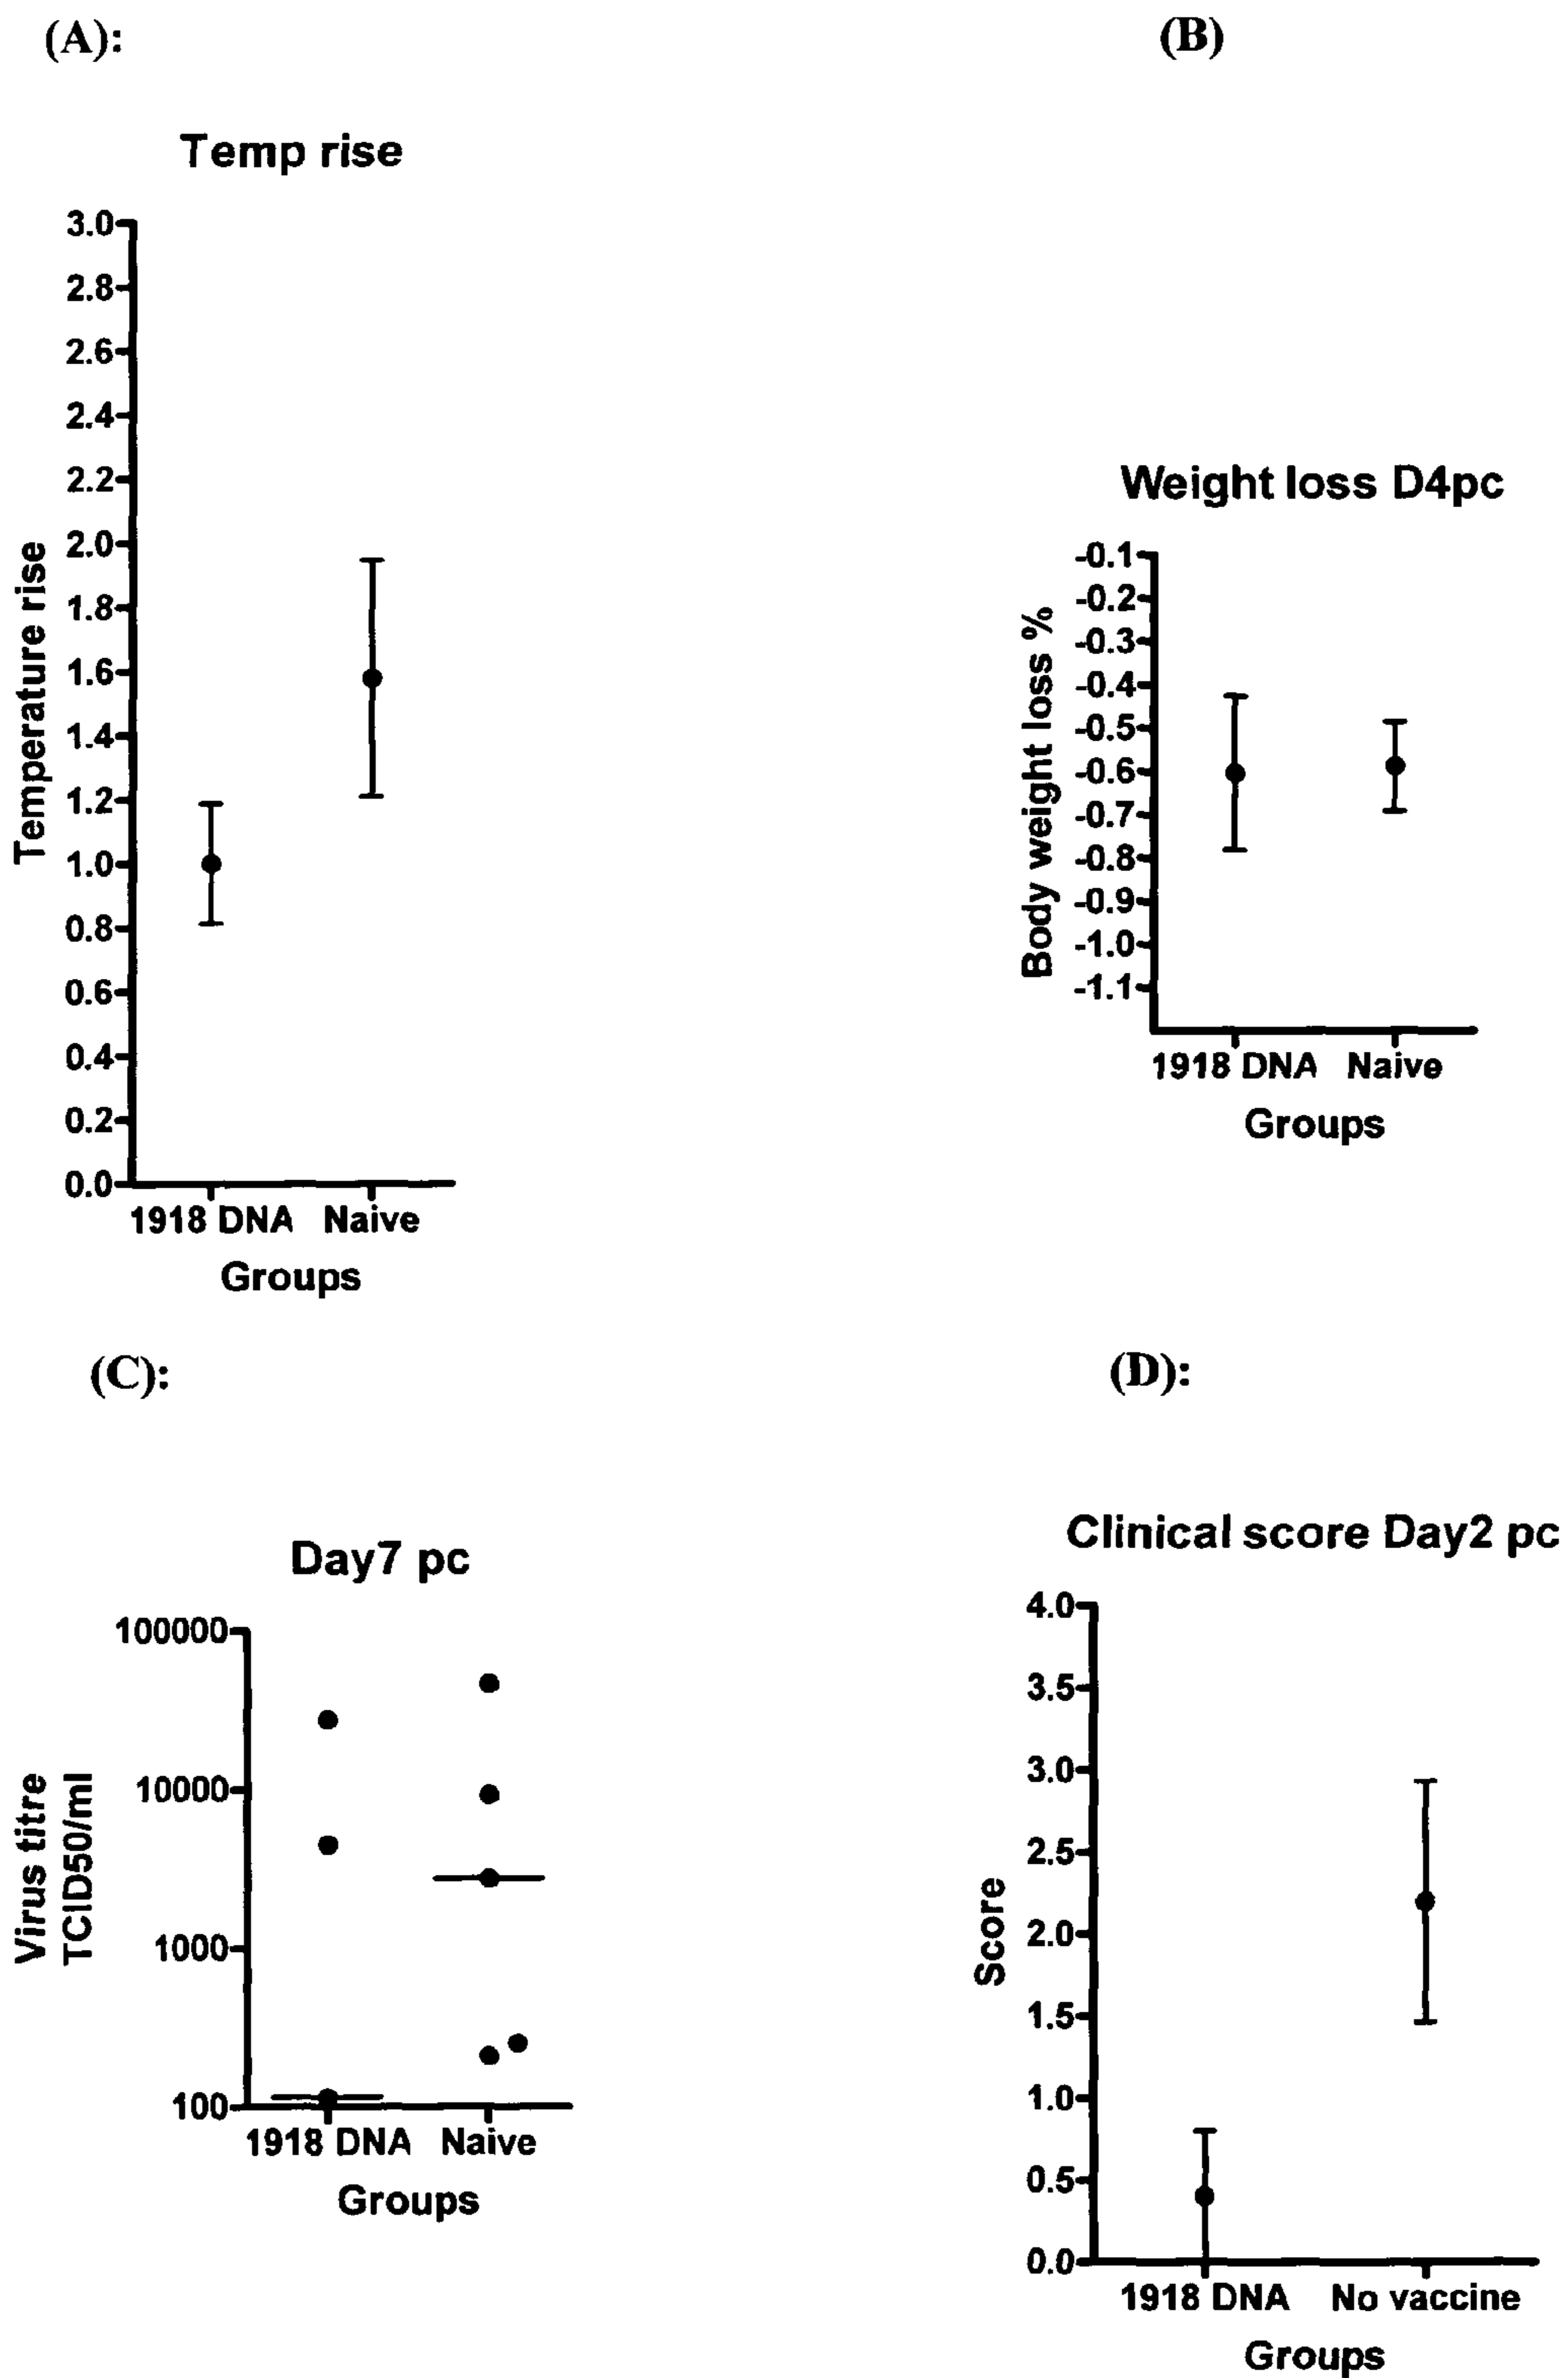 (A):
Temp rise
3.0
2.8
2.6
2.4
2.2
2.0
1.8
1.6
1.4
1.2
1.0
0.8
0.6
0.4
0.2
0.0
Temperature rise
1918 DNA Naive
Groups
(B)
Weight loss D4pc
-0.1
-0.2
-0.3
-0.4
-0.5
-0.6
-0.7
-0.8
-0.9
-1.0
-1.1
Body weight loss %
1918 DNA Naive
Groups
(C):
Day7 pc
100000
10000
1000
100
Virus titre
TCID50/ml
1918 DNA Naive
Groups
(D):
Clinical score Day2 pc
4.0
3.5
3.0
2.5
2.0
1.5
1.0
0.5
0.0
Score
1918 DNA No vaccine
Groups